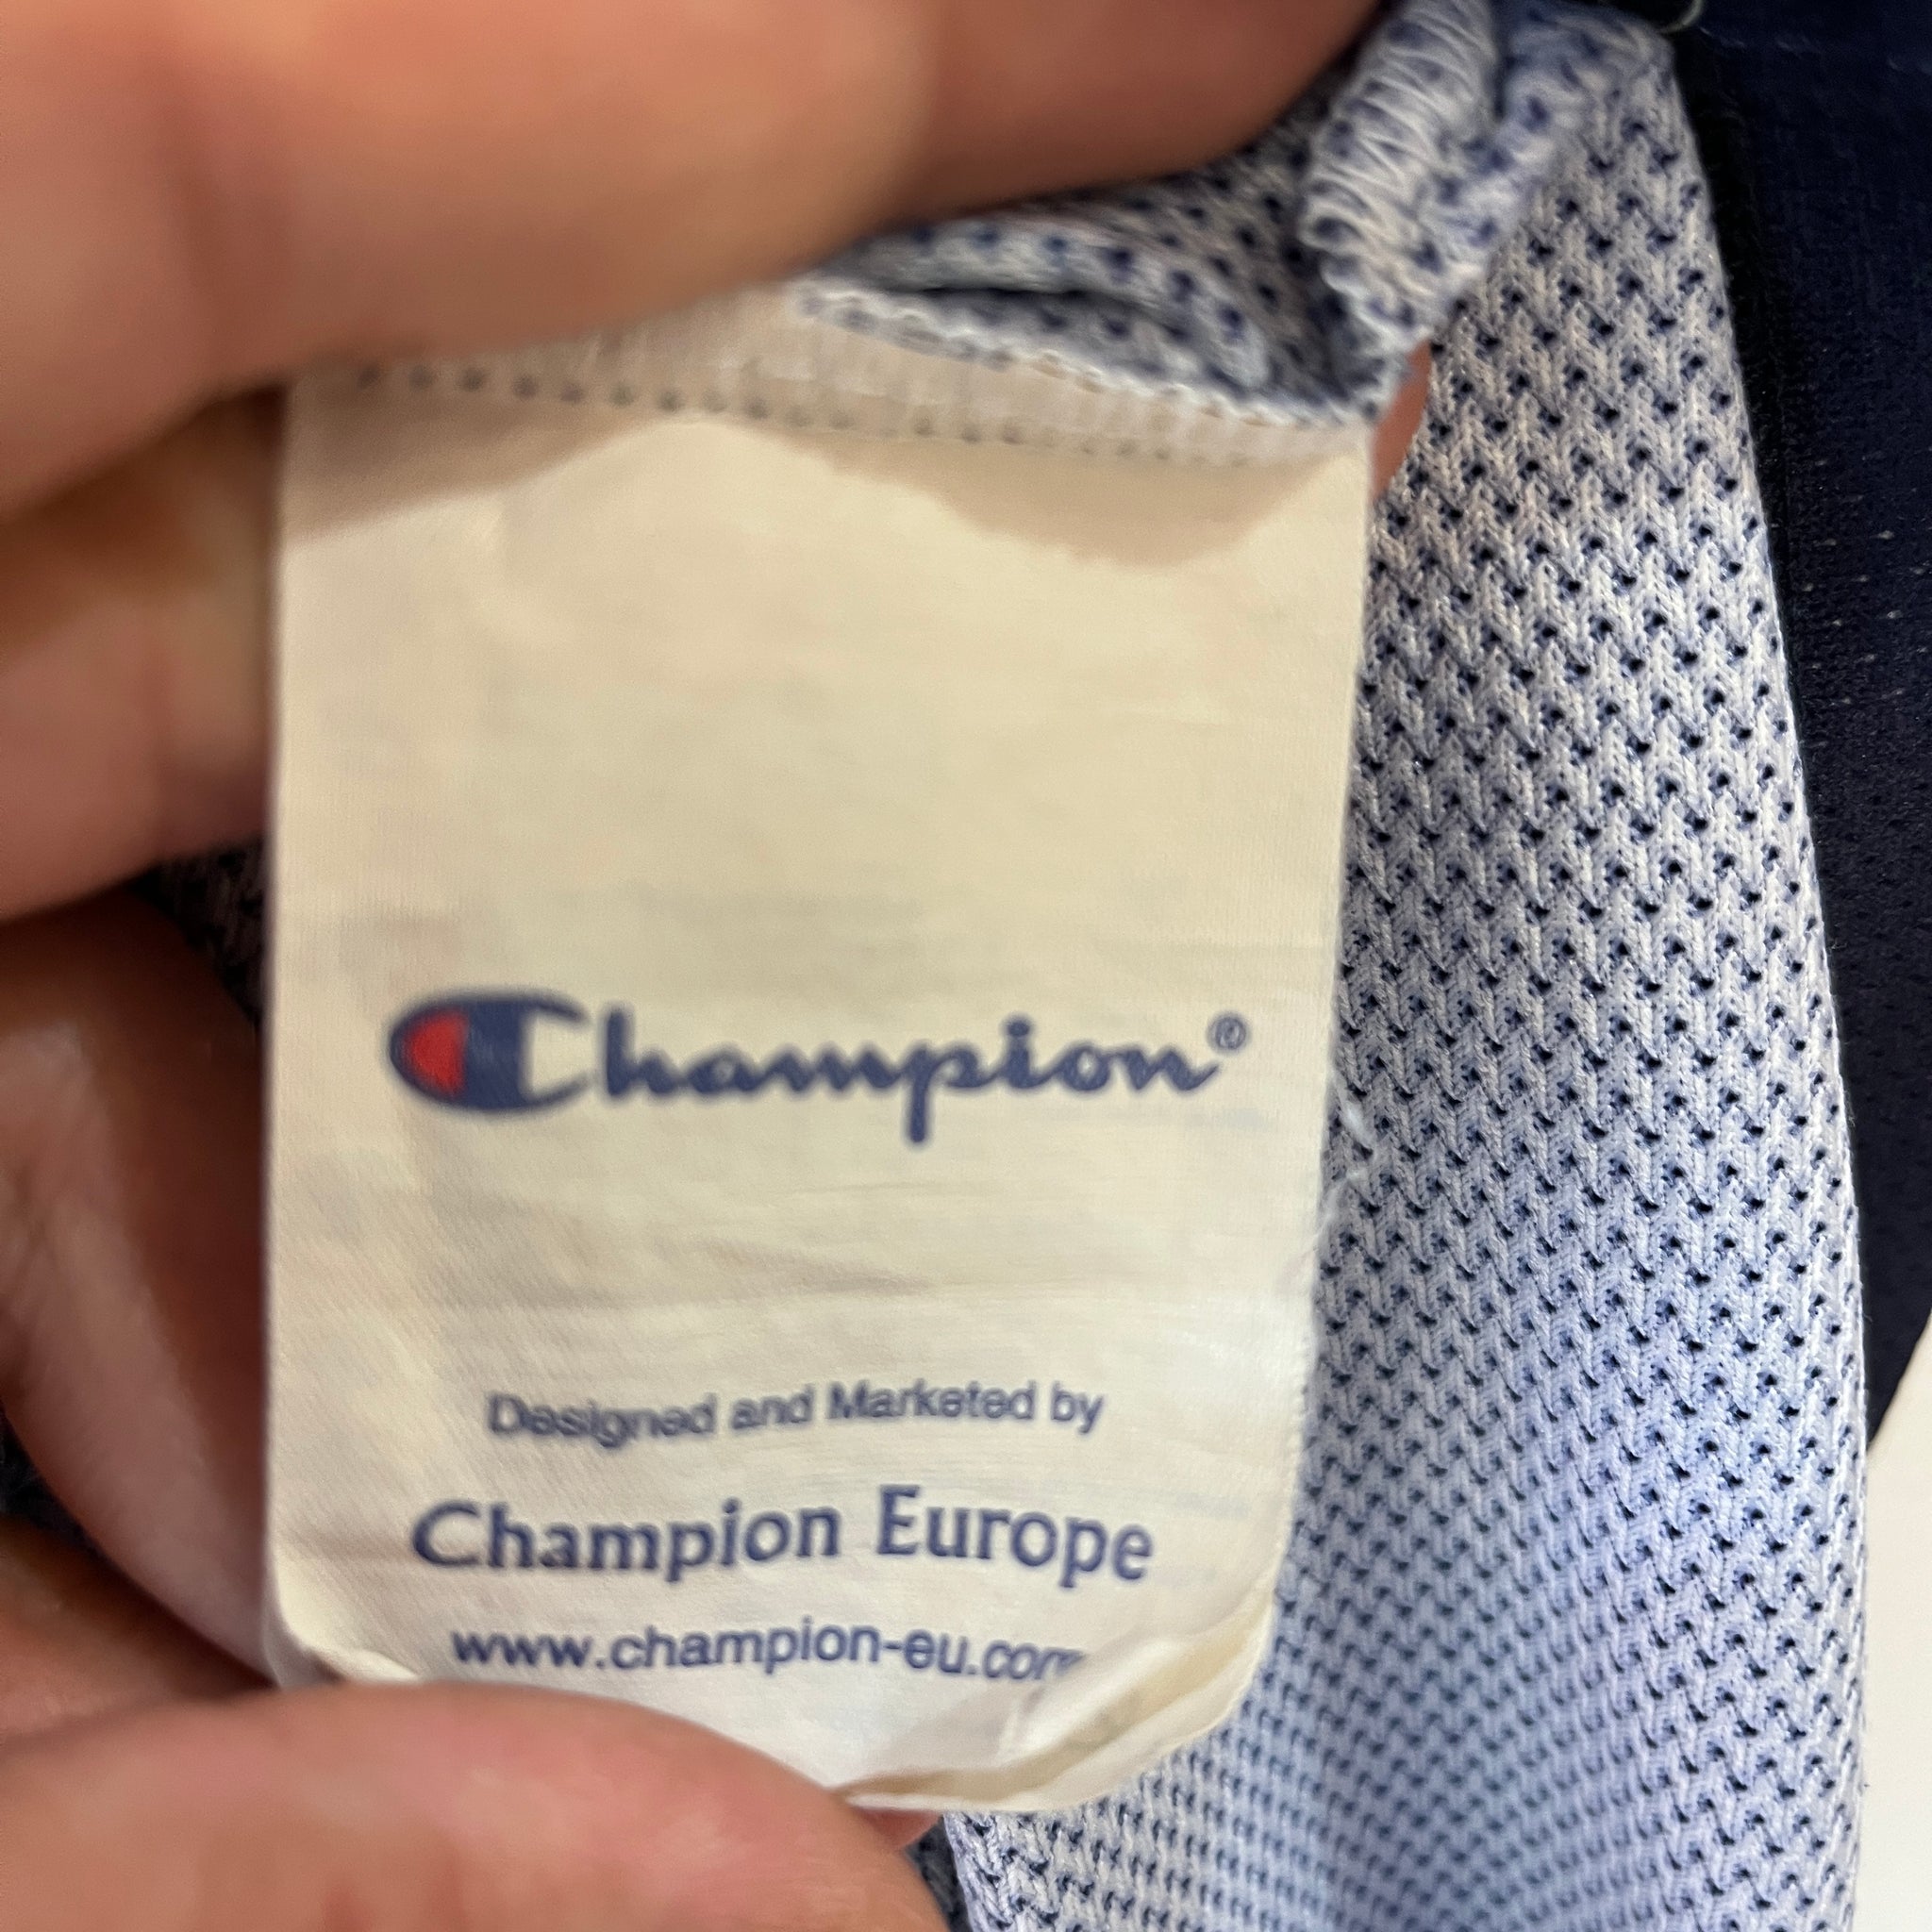 Champion®
Designed and Marketed by
Champion Europe
www.champion-eu.com